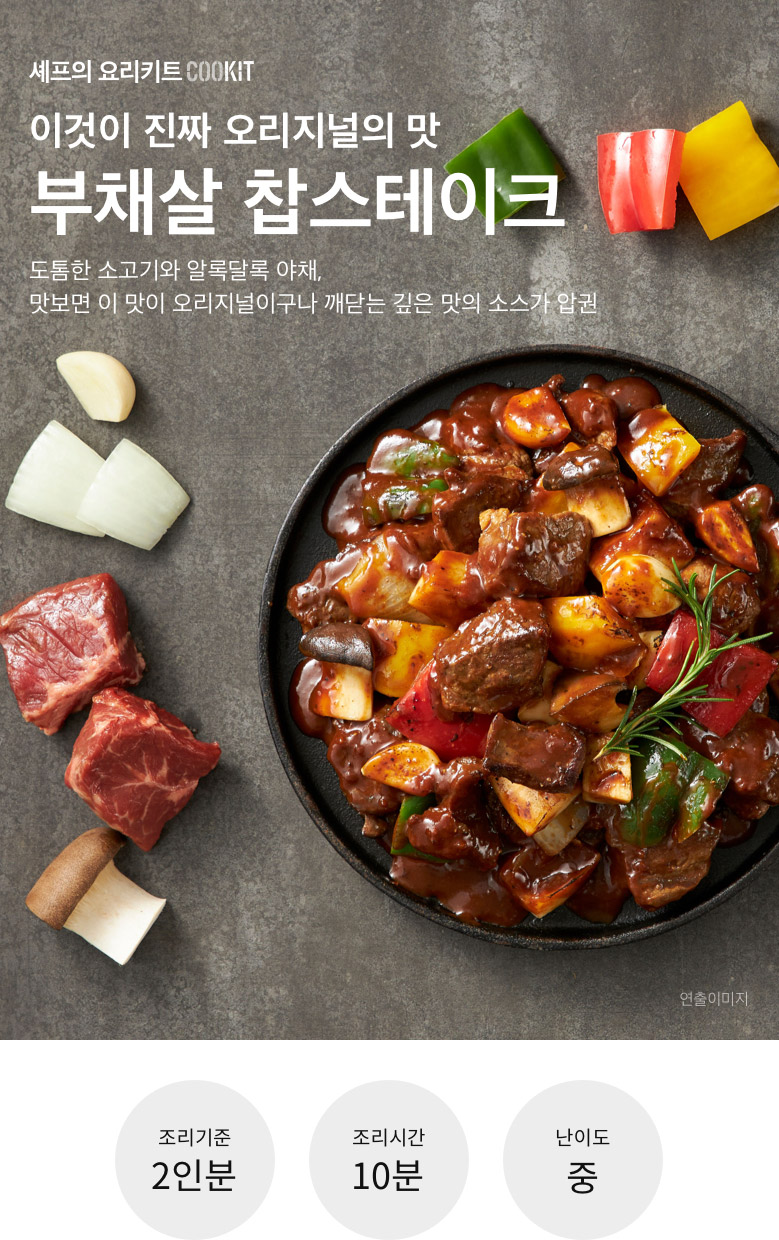 셰프의 요리키트 COOKIT
이것이 진짜 오리지널의 맛
부채살 찹스테이크
도톰한 소고기와 알록달록 야채,
맛보면 이 맛이 오리지널이구나 깨닫는 깊은 맛의 소스가 압권
연출이미지
조리기준
2인분
조리시간
10분
난이도
중